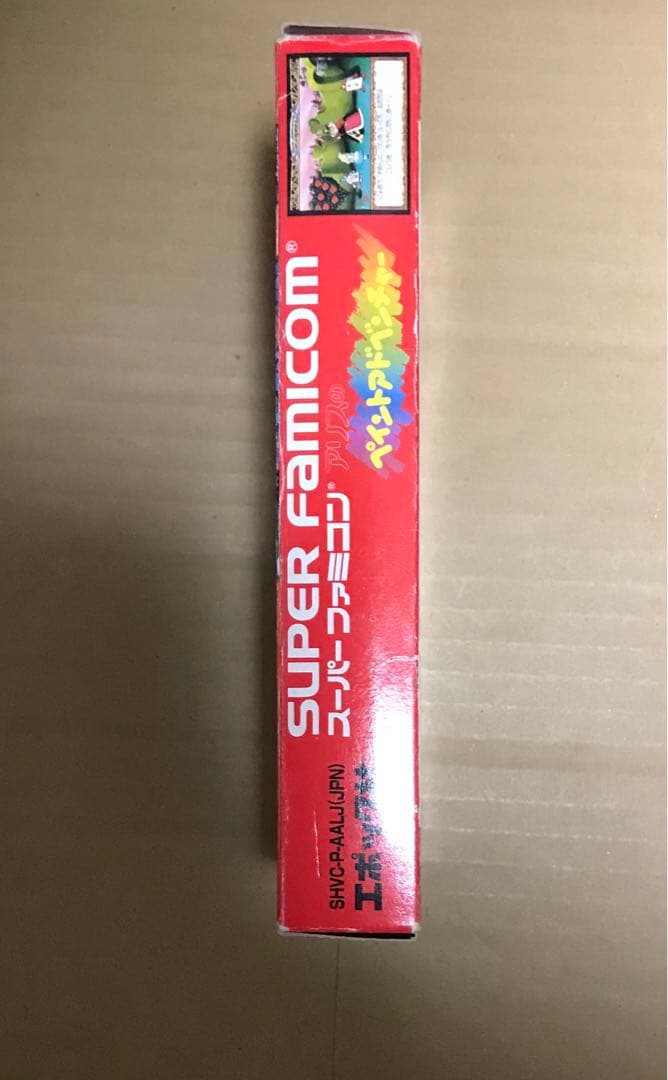 SUPER FAMICOM®
スーパーファミコン®
アリスの
ペイントアドベンチャー
SHVC-P-AALJ(JPN)
エポック社